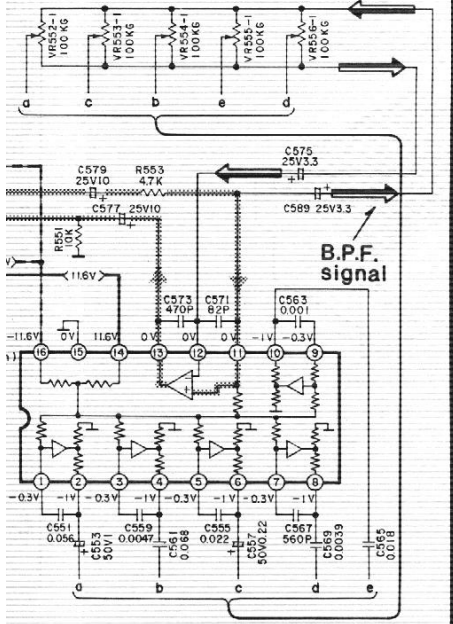 VR552-1
100KG
VR553-1
100KG
VR554-1
100KG
VR555-1
100KG
VR556-1
100KG
a
c
b
e
d
C575
25V3.3
+
C579
25V10
+
R553
4.7K
C577
25V10
+
+
C589 25V3.3
R551
10K
B.P.F.
signal
V
11.6V
C573
470P
C571
82P
C563
0.001
-11.6V
0V
11.6V
0V
0V
0V
-1V
-0.3V
16
15
14
13
12
11
10
9
-
+
1
2
3
4
5
6
7
8
-0.3V
-1V
-0.3V
-1V
-0.3V
-1V
-0.3V
-1V
C551
0.056
C553
50V1
+
C559
0.0047
C561
0.068
C555
0.022
C557
50V0.22
+
C567
560P
C569
0.0039
C565
0.018
a
b
c
d
e